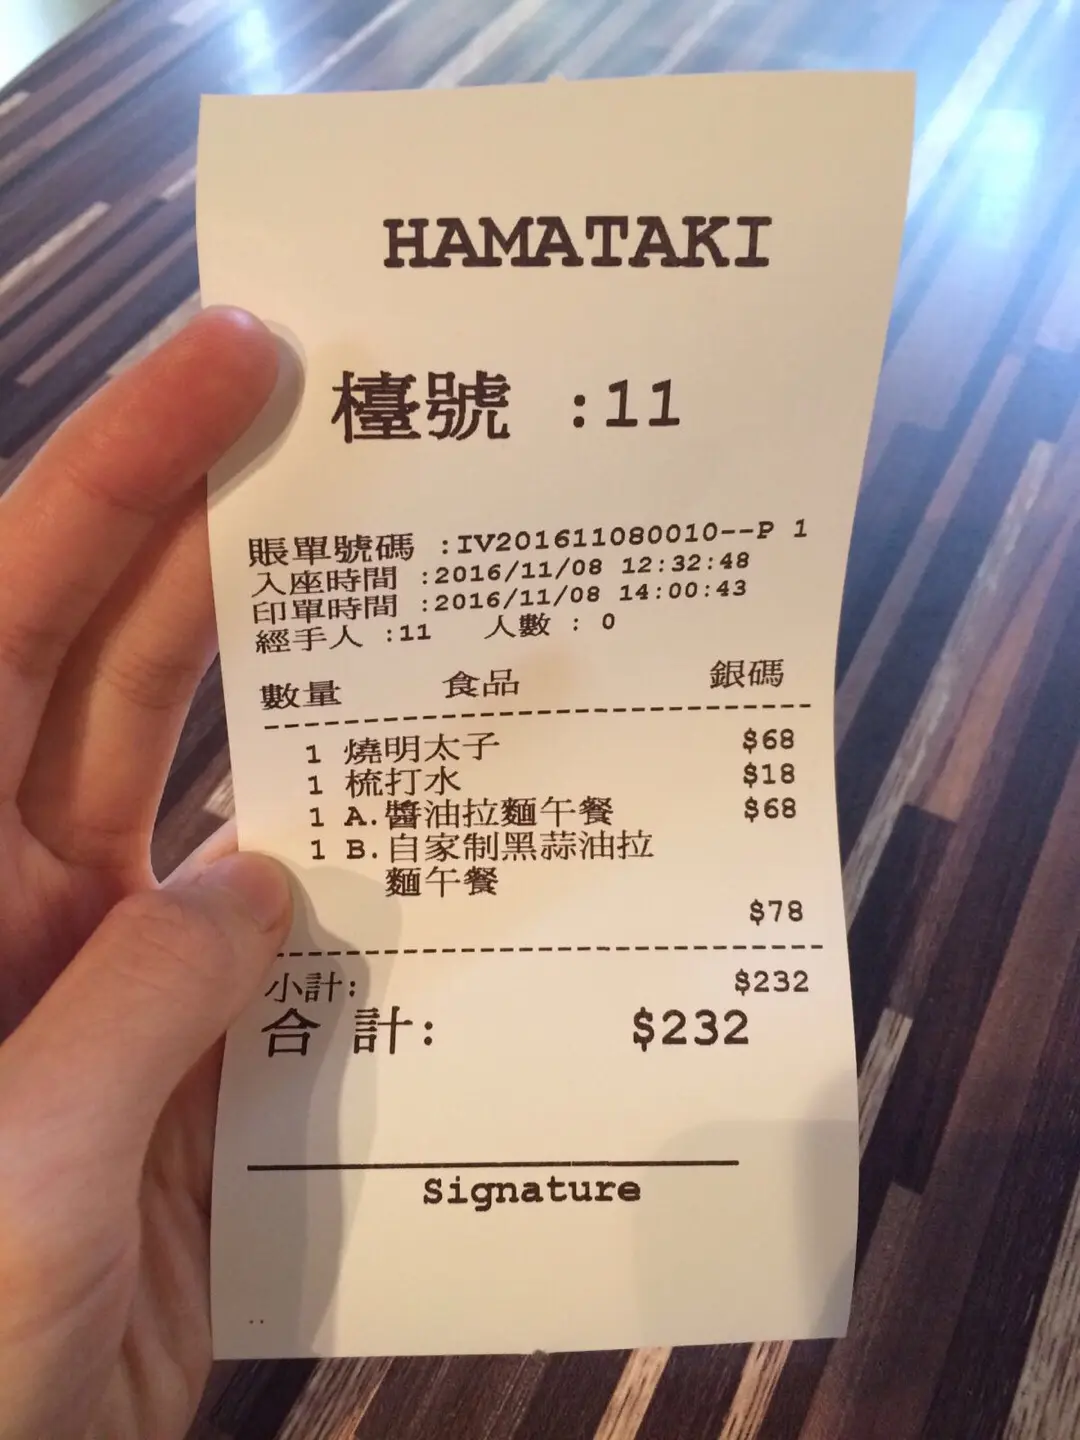 HAMATAKI
檯號 :11
賬單號碼 :IV201611080010--P 1
入座時間 :2016/11/08 12:32:48
印單時間 :2016/11/08 14:00:43
經手人 :11 人數 : 0
數量 食品 銀碼
1 燒明太子 $68
1 梳打水 $18
1 A.醬油拉麵午餐 $68
1 B.自家制黑蒜油拉
麵午餐
$78
小計: $232
合 計: $232
Signature